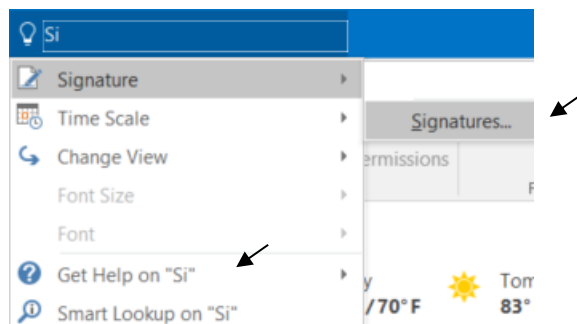 Si
Signature
Time Scale
Signatures...
Change View
ermissions
Font Size
Font
Get Help on "Si"
Smart Lookup on "Si"
y
/70°F
Tom
83°